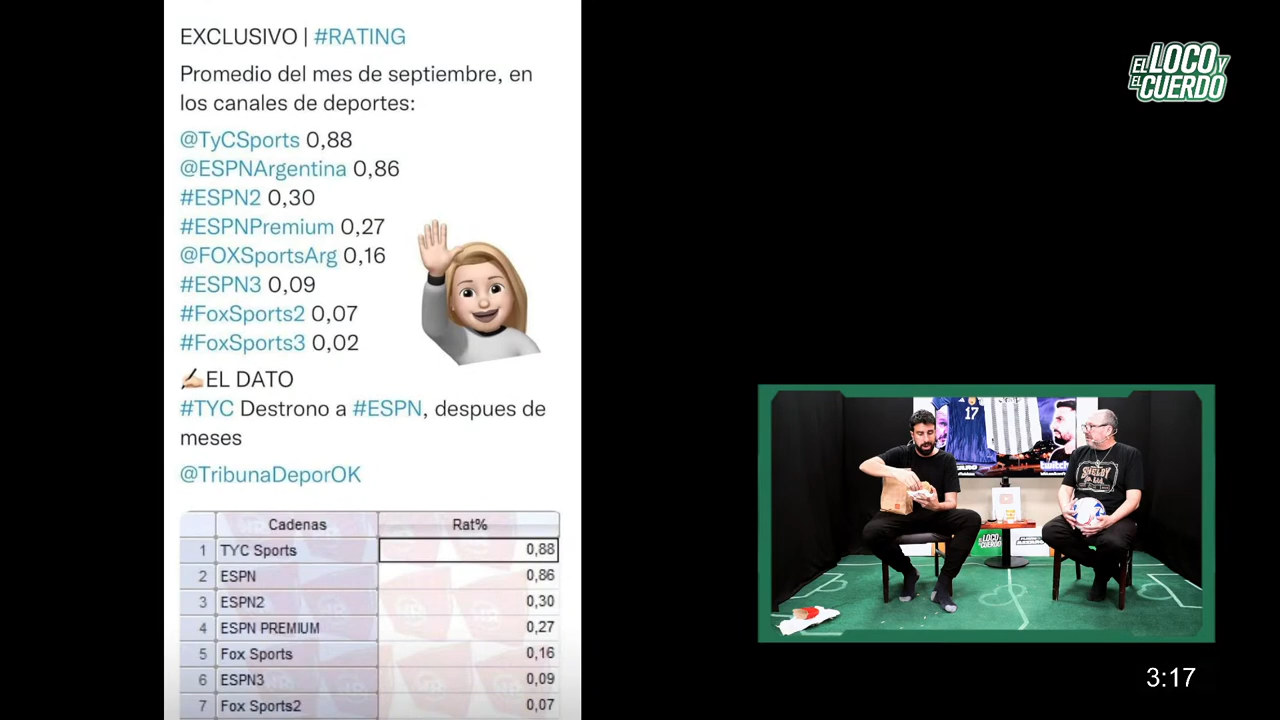 EXCLUSIVO | #RATING
Promedio del mes de septiembre, en
los canales de deportes:
@TyCSports 0,88
@ESPNArgentina 0,86
#ESPN2 0,30
#ESPNPremium 0,27
@FOXSportsArg 0,16
#ESPN3 0,09
#FoxSports2 0,07
#FoxSports3 0,02
EL DATO
#TYC Destrono a #ESPN, despues de
meses
@TribunaDeporOK
Cadenas Rat%
1 TYC Sports 0,88
2 ESPN 0,86
3 ESPN2 0,30
4 ESPN PREMIUM 0,27
5 Fox Sports 0,16
6 ESPN3 0,09
7 Fox Sports2 0,07
EL LOCO Y
EL CUERDO
17
SHELBY
3:17